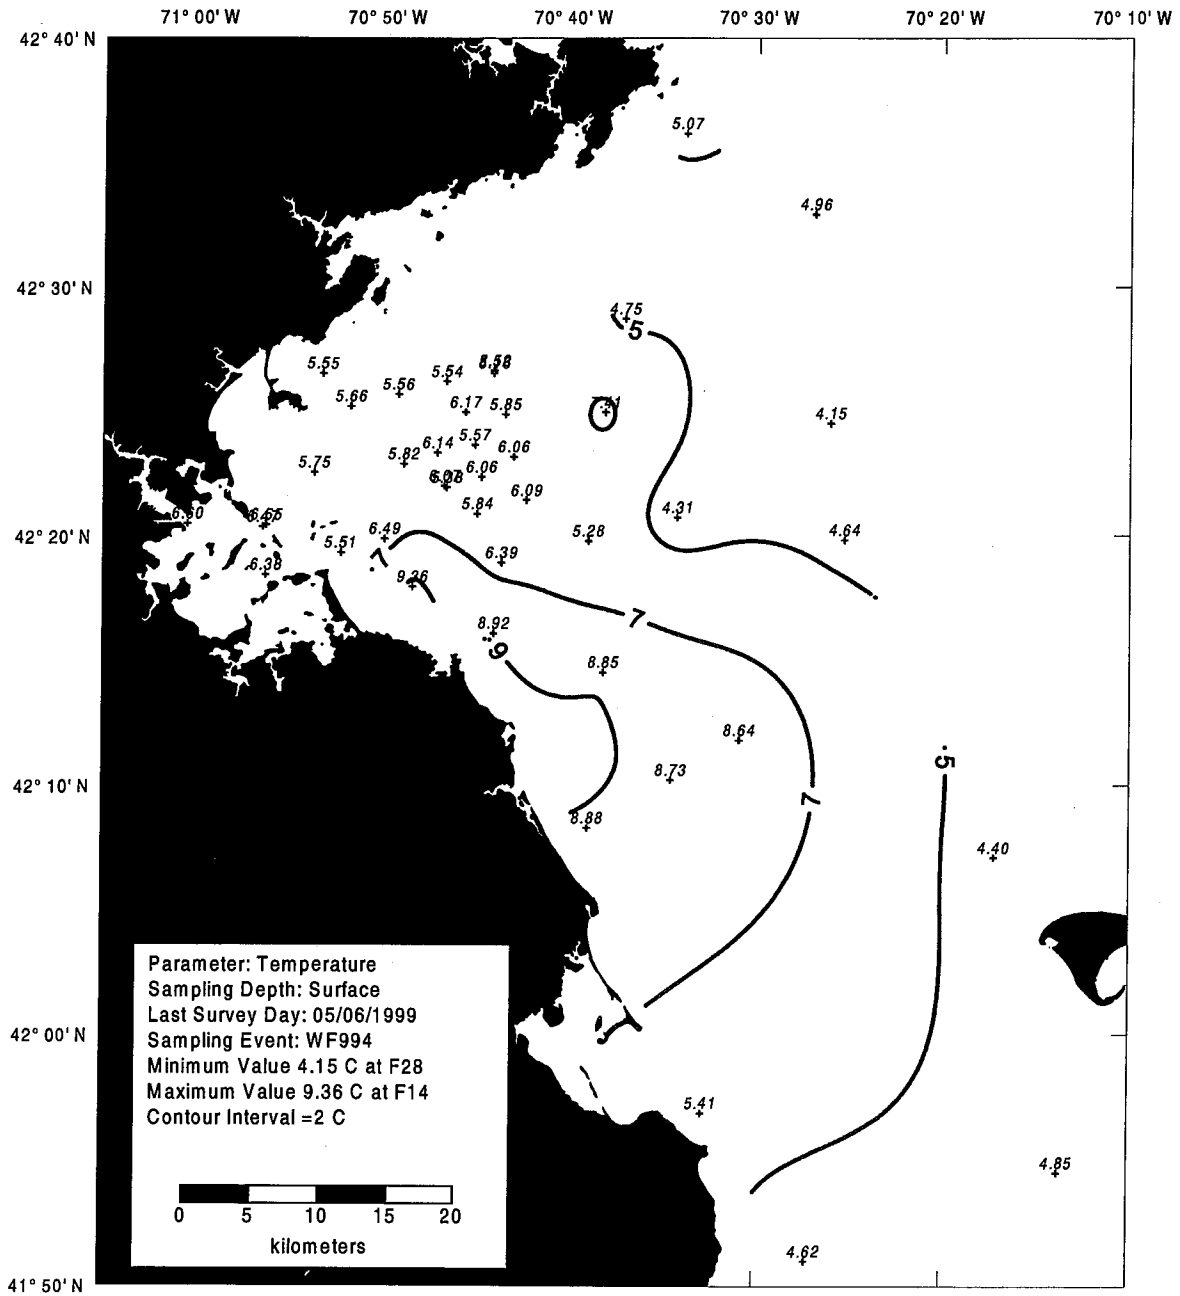 71° 00' W 70° 50' W 70° 40' W 70° 30' W 70° 20' W 70° 10' W
42° 40' N
5.07
4.96
42° 30' N
4.75
5
5.55
5.54
5.66
5.56
6.17
5.85
4.15
5.57
6.14
6.06
5.82
5.75
6.06
6.09
5.84
4.31
6.60
42° 20' N
6.49
5.28
4.64
5.51
6.39
6.38
9.36
7
8.92
9
8.85
8.64
5
8.73
42° 10' N
7
8.88
4.40
Parameter: Temperature
Sampling Depth: Surface
Last Survey Day: 05/06/1999
Sampling Event: WF994
Minimum Value 4.15 C at F28
Maximum Value 9.36 C at F14
Contour Interval =2 C
42° 00' N
5.41
4.85
0 5 10 15 20
kilometers
4.62
41° 50' N